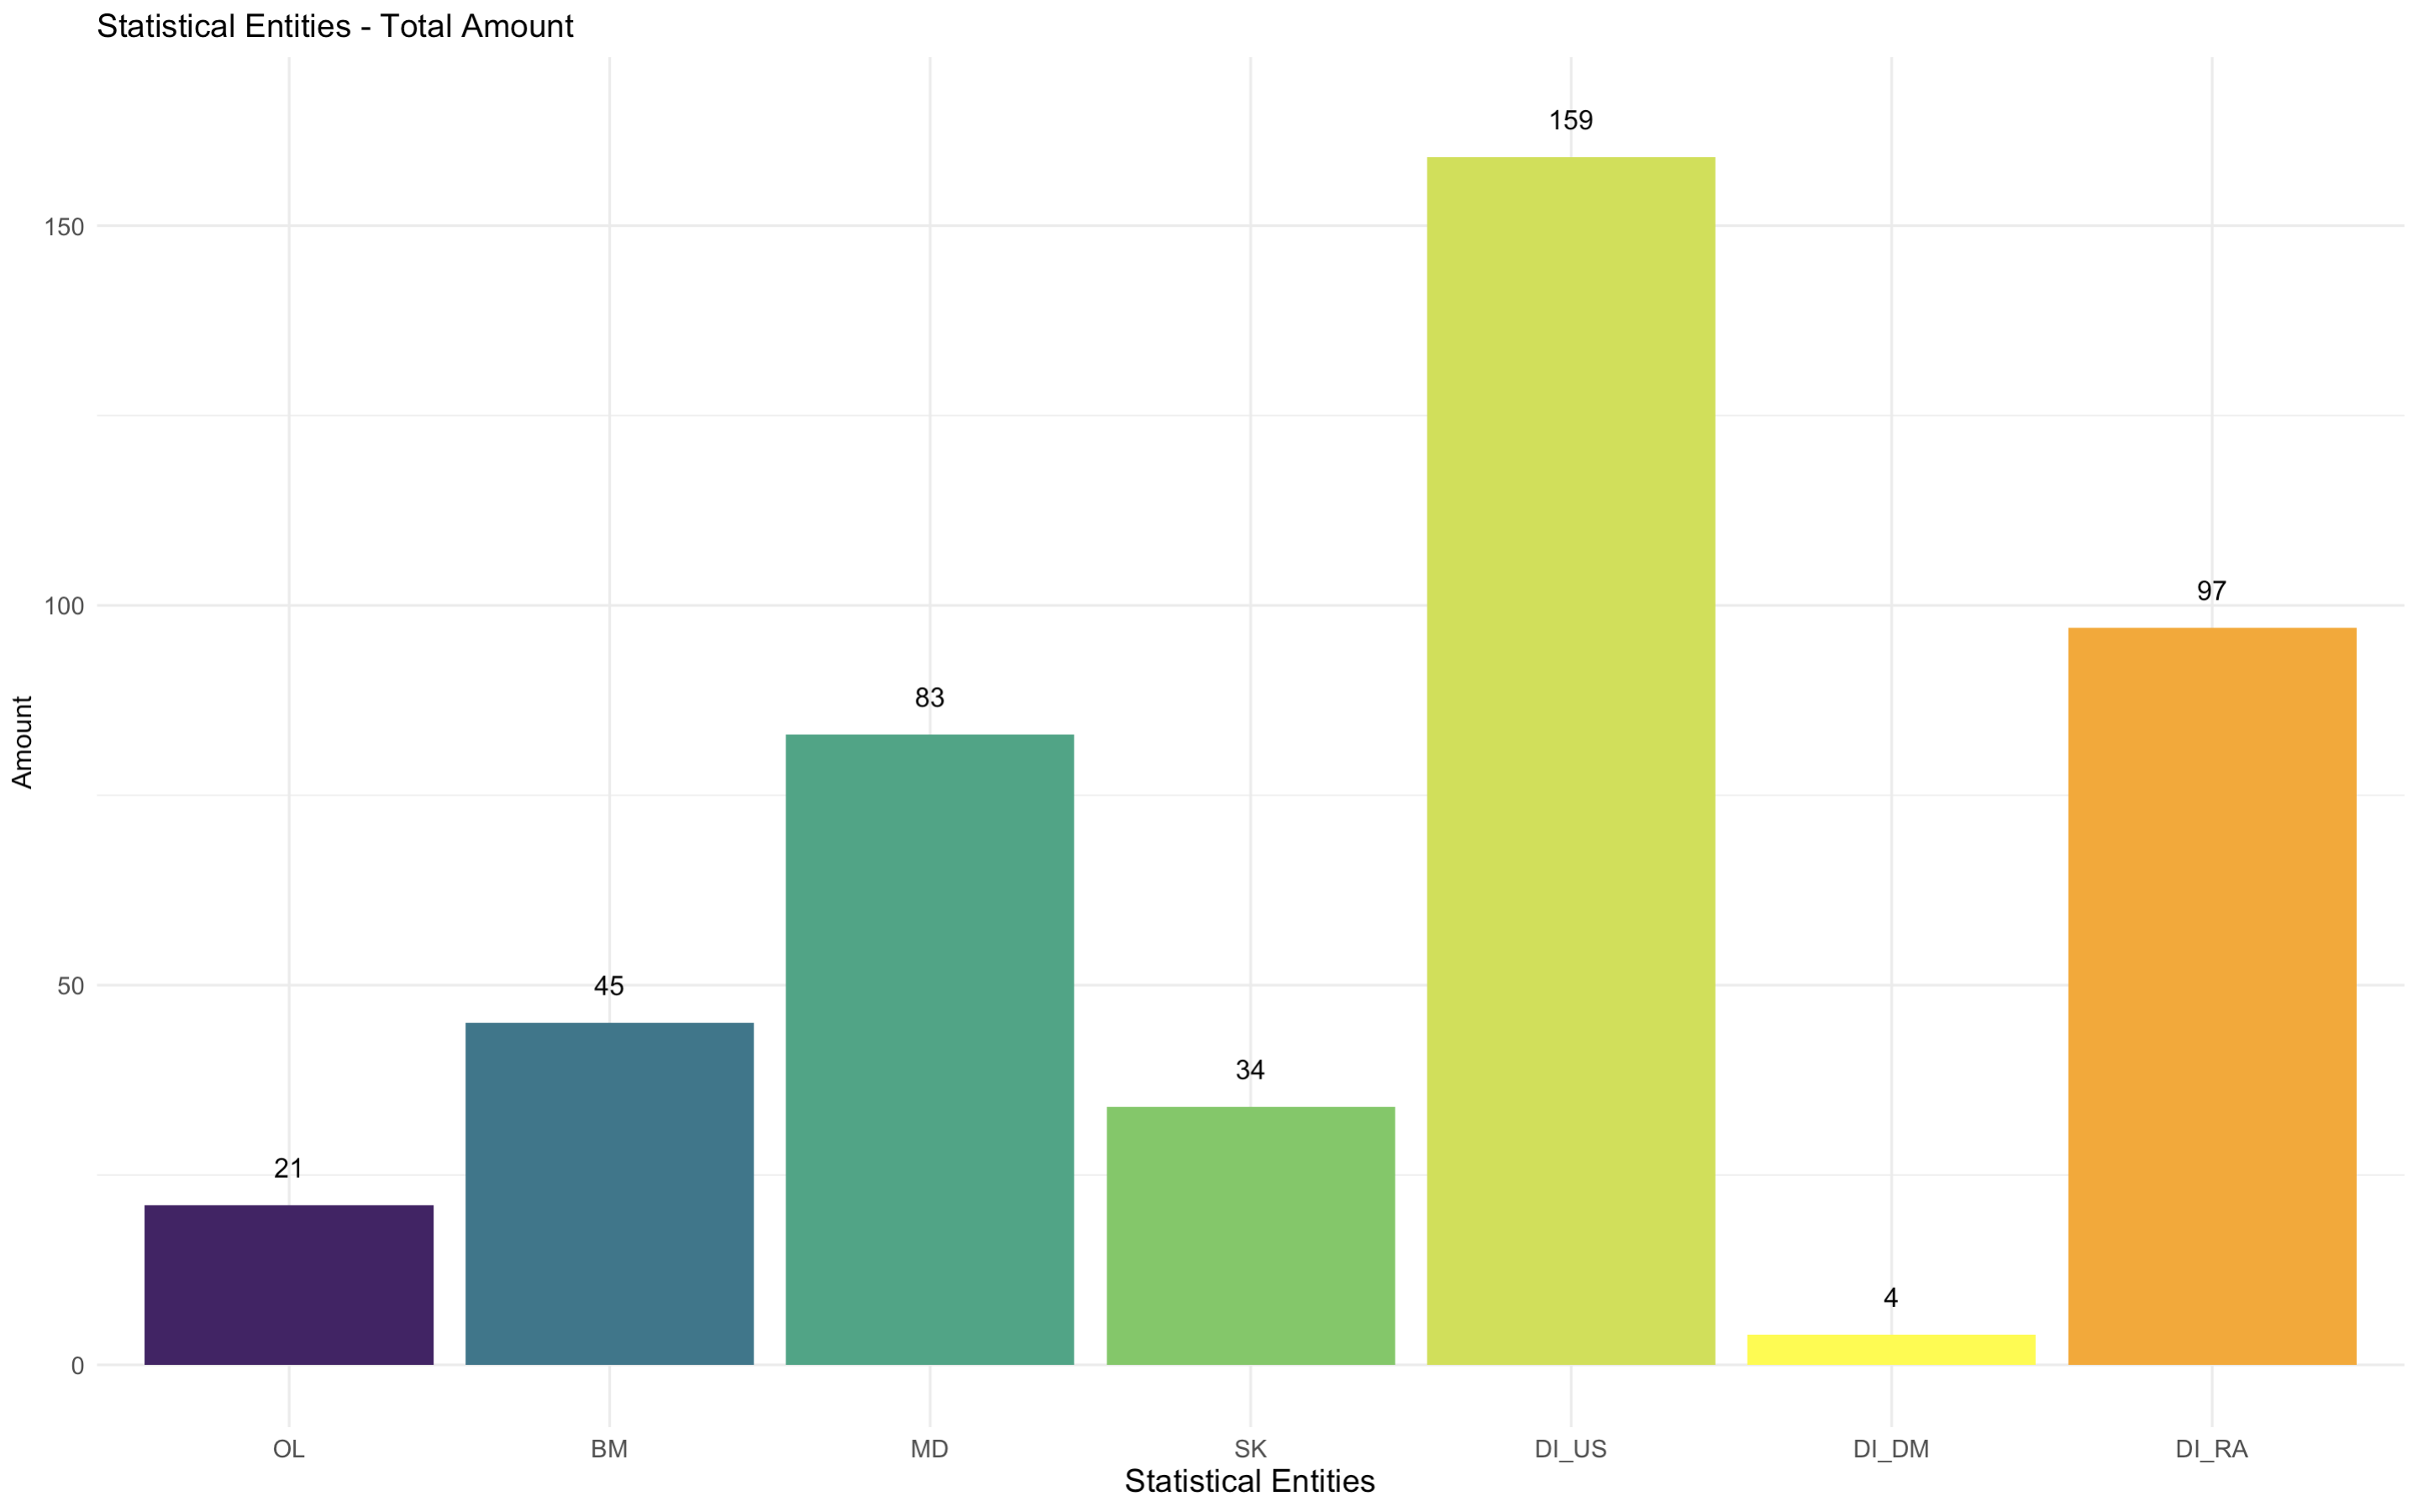 Statistical Entities - Total Amount
159
150
97
100
83
Amount
45
50
34
21
4
0
OL BM MD SK DI_US DI_DM DI_RA
Statistical Entities